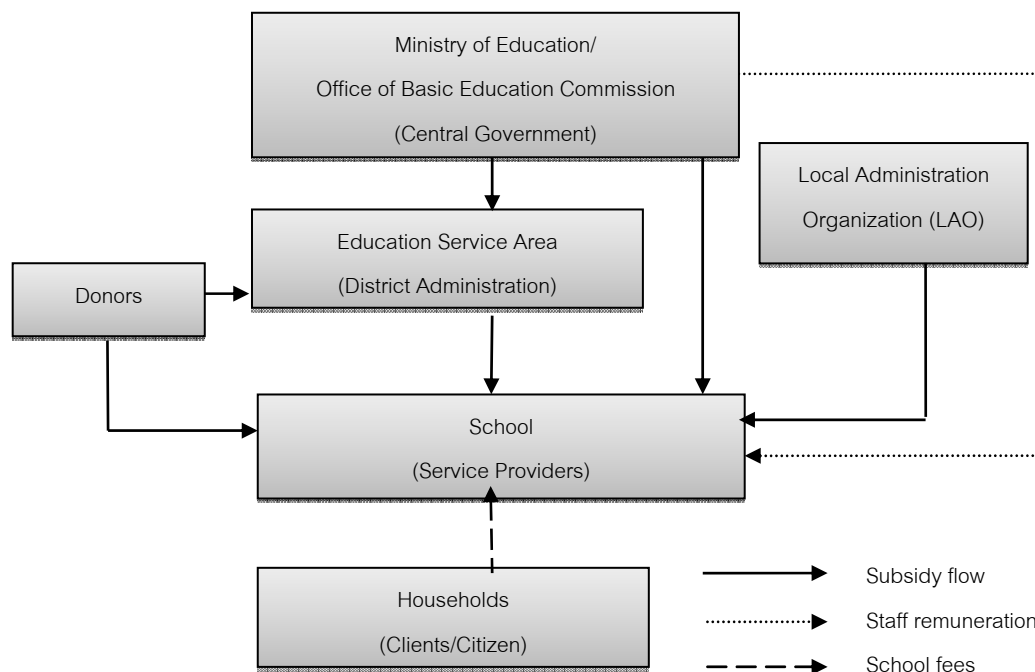 Ministry of Education/
Office of Basic Education Commission
(Central Government)
Local Administration
Organization (LAO)
Education Service Area
(District Administration)
Donors
School
(Service Providers)
Households
(Clients/Citizen)
Subsidy flow
Staff remuneration
School fees